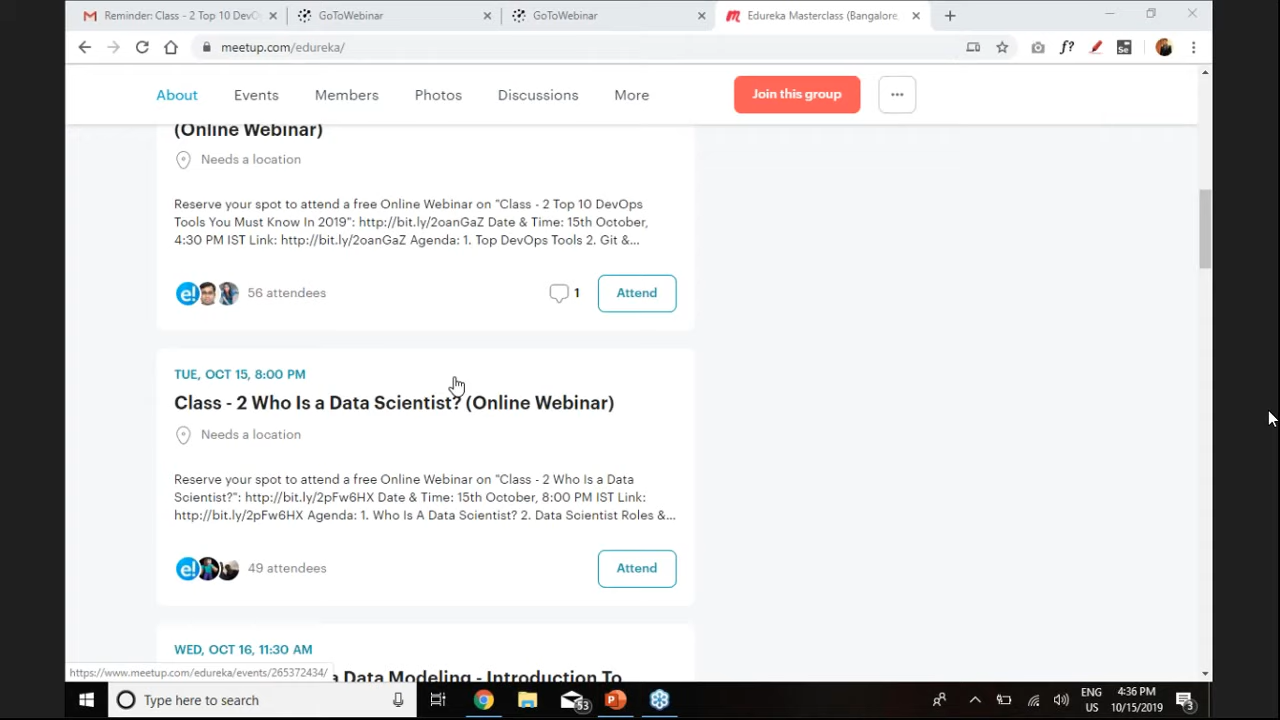 Reminder: Class - 2 Top 10 DevO
GoToWebinar
GoToWebinar
Edureka Masterclass (Bangalore,
meetup.com/edureka/
f?
Se
About
Events
Members
Photos
Discussions
More
Join this group
(Online Webinar)
Needs a location
Reserve your spot to attend a free Online Webinar on "Class - 2 Top 10 DevOps
Tools You Must Know In 2019": http://bit.ly/2oanGaZ Date & Time: 15th October,
4:30 PM IST Link: http://bit.ly/2oanGaZ Agenda: 1. Top DevOps Tools 2. Git &...
e! 56 attendees
1
Attend
TUE, OCT 15, 8:00 PM
Class - 2 Who Is a Data Scientist? (Online Webinar)
Needs a location
Reserve your spot to attend a free Online Webinar on "Class - 2 Who Is a Data
Scientist?": http://bit.ly/2pFw6HX Date & Time: 15th October, 8:00 PM IST Link:
http://bit.ly/2pFw6HX Agenda: 1. Who Is A Data Scientist? 2. Data Scientist Roles &...
e! 49 attendees
Attend
WED, OCT 16, 11:30 AM
a Data Modeling - Introduction To
https://www.meetup.com/edureka/events/265372434/
Type here to search
53
ENG
US
4:36 PM
10/15/2019
3